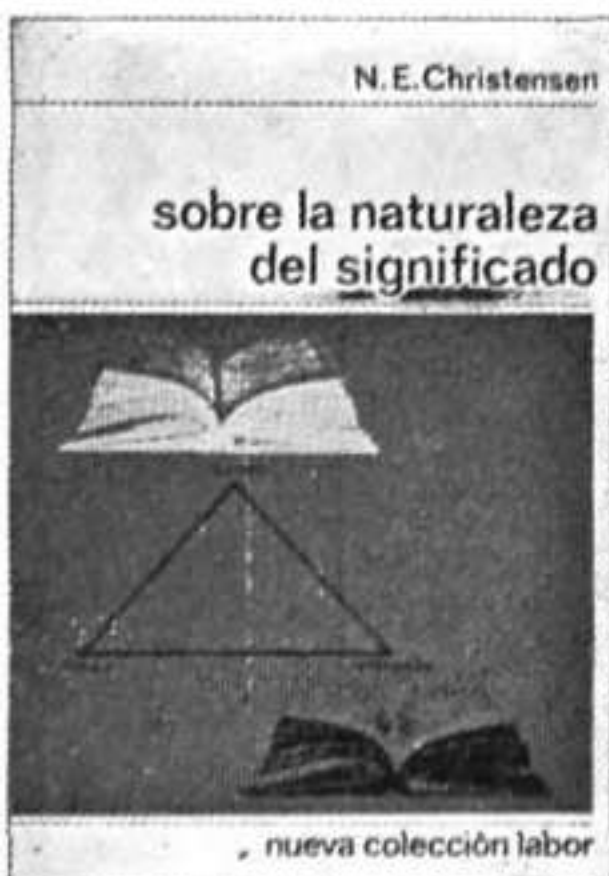 N. E. Christensen
sobre la naturaleza
del significado
nueva colección labor